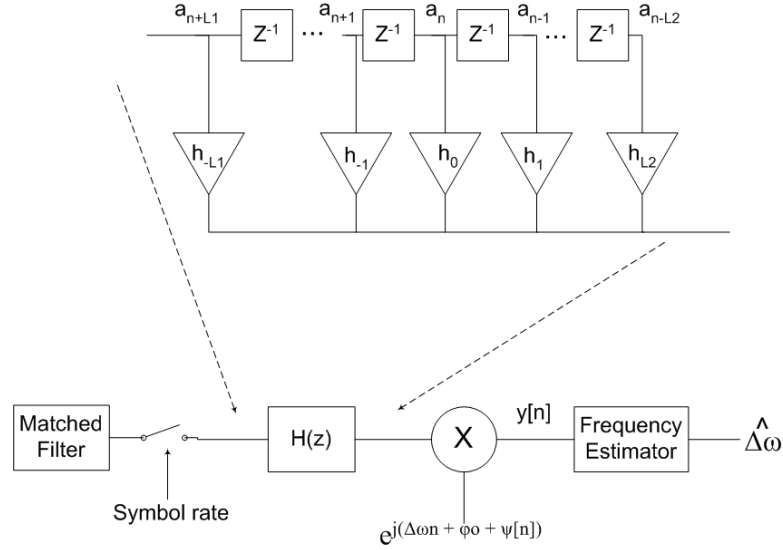 a_{n+L1} a_{n+1} a_n a_{n-1} a_{n-L2}
Z^{-1} ... Z^{-1} Z^{-1} ... Z^{-1}
h_{-L1} h_{-1} h_0 h_1 h_{L2}
Matched
Filter
Symbol rate
H(z)
X
e^{j(Δωn + φo + ψ[n])}
y[n]
Frequency
Estimator
\hat{Δω}